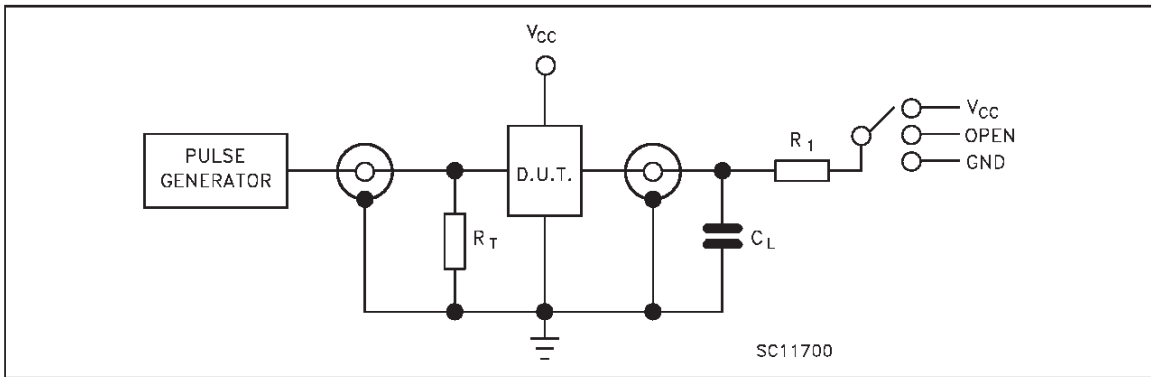 VCC
PULSE
GENERATOR
D.U.T.
RT
CL
R1
VCC
OPEN
GND
SC11700